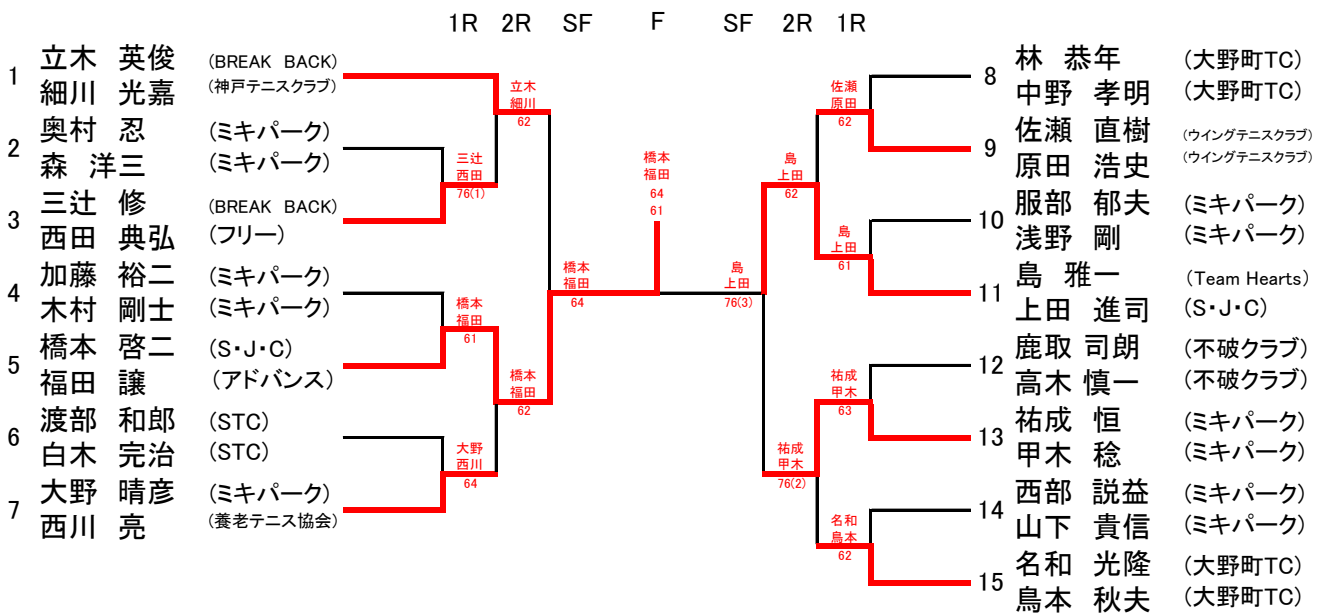 1R 2R SF F SF 2R 1R
1 立木 英俊 (BREAK BACK)
細川 光嘉 (神戸テニスクラブ)
2 奥村 忍 (ミキパーク)
森 洋三 (ミキパーク)
3 三辻 修 (BREAK BACK)
西田 典弘 (フリー)
4 加藤 裕二 (ミキパーク)
木村 剛士 (ミキパーク)
5 橋本 啓二 (S・J・C)
福田 譲 (アドバンス)
6 渡部 和郎 (STC)
白木 完治 (STC)
7 大野 晴彦 (ミキパーク)
西川 亮 (養老テニス協会)
三辻
西田
76(1)
橋本
福田
61
大野
西川
64
立木
細川
62
橋本
福田
62
橋本
福田
64
橋本
福田
64
61
島
上田
76(3)
島
上田
62
祐成
甲木
76(2)
佐瀬
原田
62
島
上田
61
祐成
甲木
63
名和
鳥本
62
8 林 恭年 (大野町TC)
中野 孝明 (大野町TC)
9 佐瀬 直樹 (ウイングテニスクラブ)
原田 浩史 (ウイングテニスクラブ)
10 服部 郁夫 (ミキパーク)
浅野 剛 (ミキパーク)
11 島 雅一 (Team Hearts)
上田 進司 (S・J・C)
12 鹿取 司朗 (不破クラブ)
高木 慎一 (不破クラブ)
13 祐成 恒 (ミキパーク)
甲木 稔 (ミキパーク)
14 西部 説益 (ミキパーク)
山下 貴信 (ミキパーク)
15 名和 光隆 (大野町TC)
鳥本 秋夫 (大野町TC)